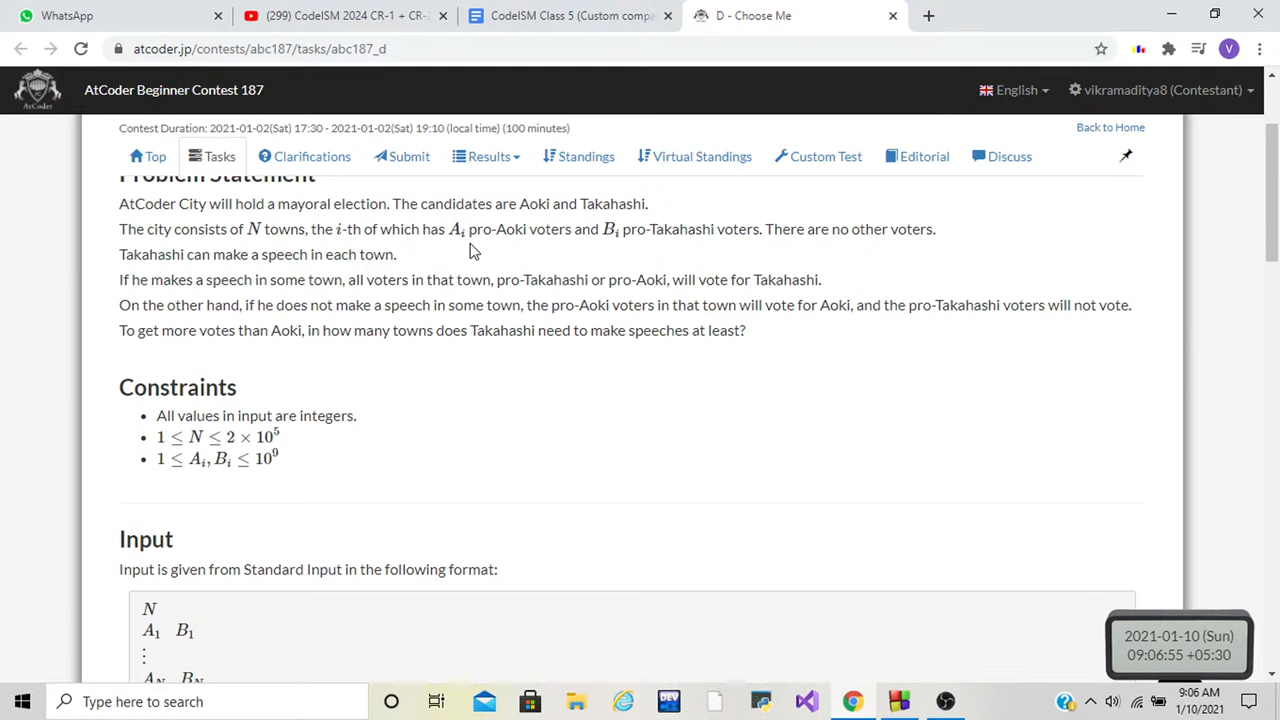 WhatsApp
(299) CodeISM 2024 CR-1 + CR-
CodeISM Class 5 (Custom compa
D - Choose Me
atcoder.jp/contests/abc187/tasks/abc187_d
V
AtCoder
AtCoder Beginner Contest 187
English
vikramaditya8 (Contestant)
Contest Duration: 2021-01-02(Sat) 17:30 - 2021-01-02(Sat) 19:10 (local time) (100 minutes)
Back to Home
Top
Tasks
Clarifications
Submit
Results
Standings
Virtual Standings
Custom Test
Editorial
Discuss
Problem Statement
AtCoder City will hold a mayoral election. The candidates are Aoki and Takahashi.
The city consists of N towns, the i-th of which has A_i pro-Aoki voters and B_i pro-Takahashi voters. There are no other voters.
Takahashi can make a speech in each town.
If he makes a speech in some town, all voters in that town, pro-Takahashi or pro-Aoki, will vote for Takahashi.
On the other hand, if he does not make a speech in some town, the pro-Aoki voters in that town will vote for Aoki, and the pro-Takahashi voters will not vote.
To get more votes than Aoki, in how many towns does Takahashi need to make speeches at least?
Constraints
• All values in input are integers.
• 1 ≤ N ≤ 2 × 10^5
• 1 ≤ A_i, B_i ≤ 10^9
Input
Input is given from Standard Input in the following format:
N
A_1 B_1
⋮
A_N B_N
2021-01-10 (Sun)
09:06:55 +05:30
Type here to search
DEV
9:06 AM
1/10/2021